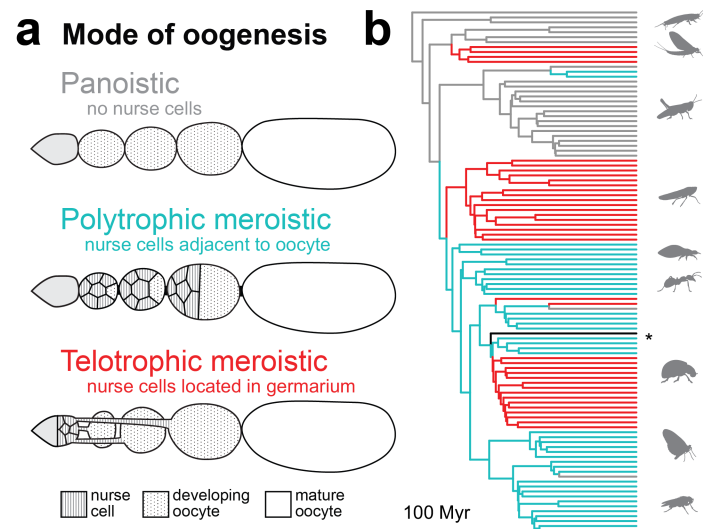 a Mode of oogenesis
Panoistic
no nurse cells
Polytrophic meroistic
nurse cells adjacent to oocyte
Telotrophic meroistic
nurse cells located in germarium
nurse
cell
developing
oocyte
mature
oocyte
b
*
100 Myr